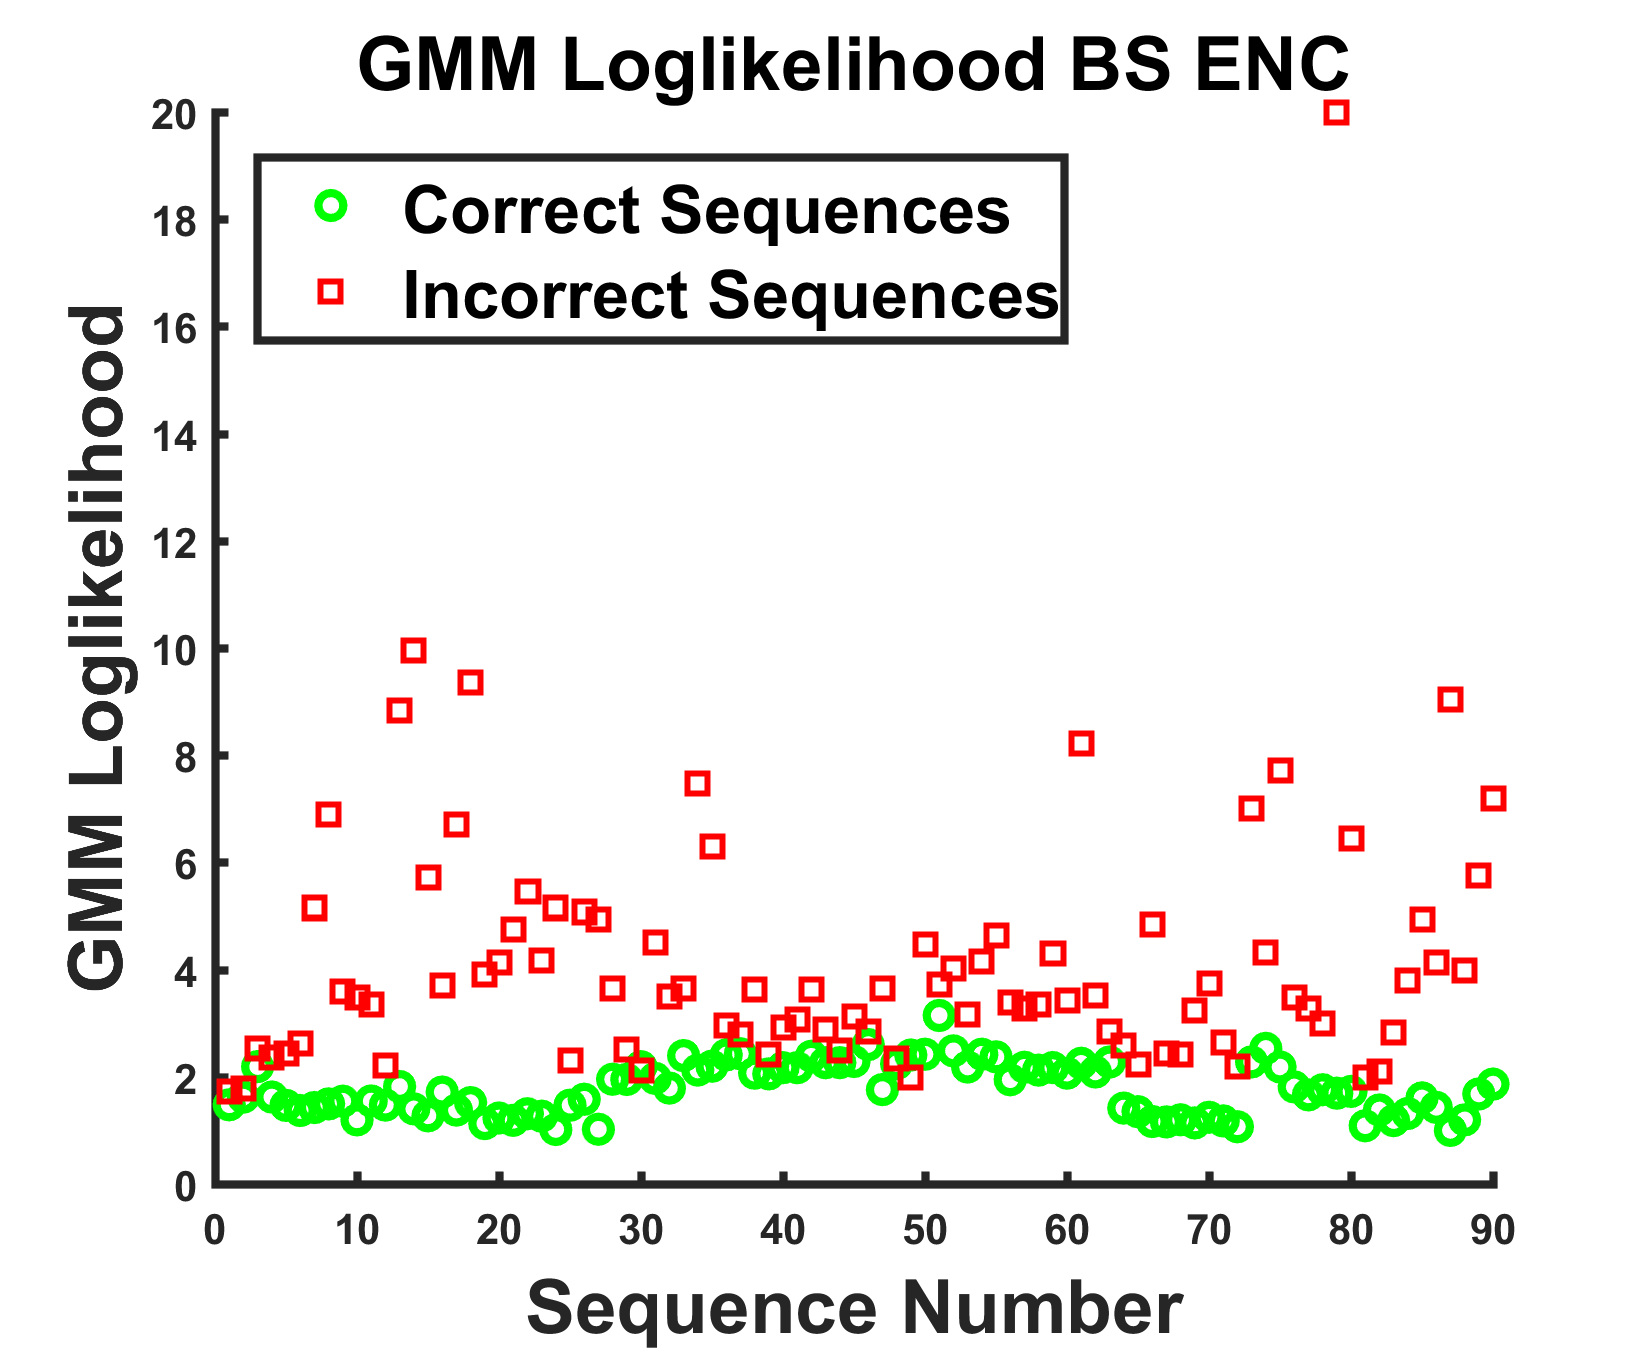 GMM Loglikelihood BS ENC
Correct Sequences
Incorrect Sequences
GMM Loglikelihood
20
18
16
14
12
10
8
6
4
2
0
0 10 20 30 40 50 60 70 80 90
Sequence Number